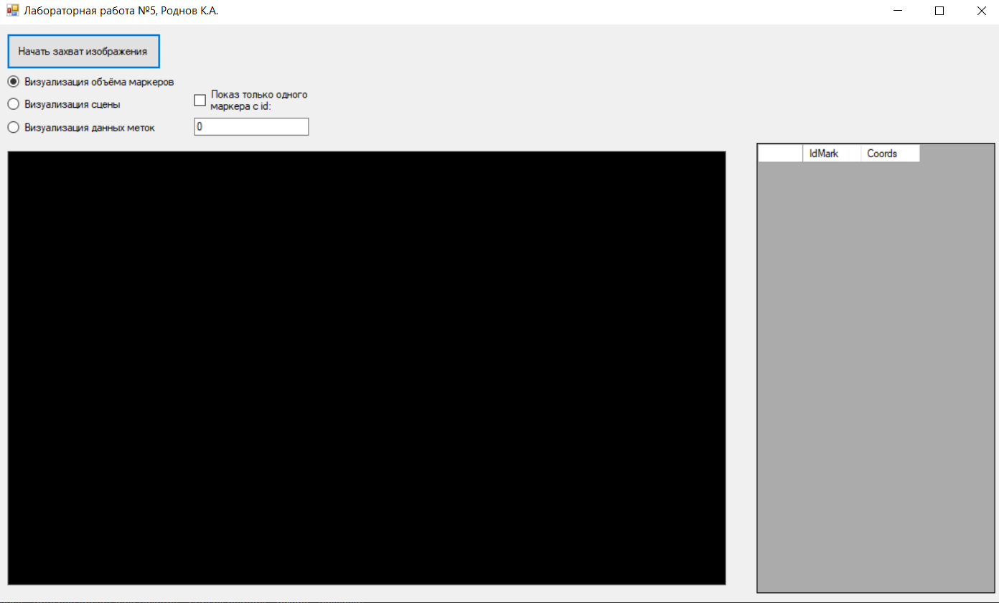 Лабораторная работа №5, Роднов К.А.
Начать захват изображения
Визуализация объёма маркеров
Визуализация сцены
Визуализация данных меток
Показ только одного
маркера с id:
0
IdMark Coords